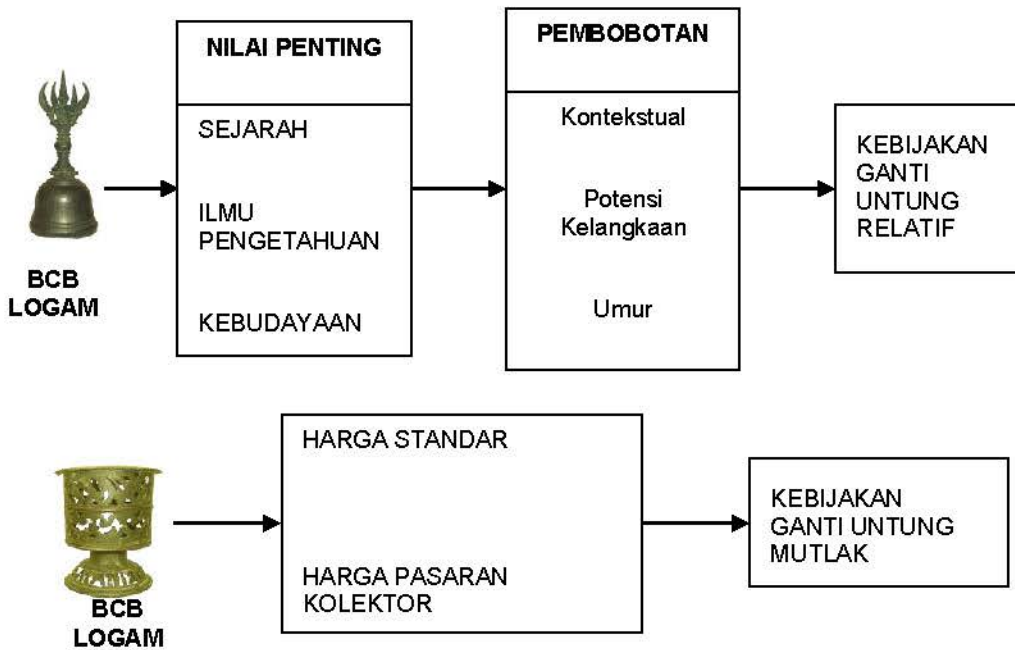 BCB
LOGAM
NILAI PENTING
SEJARAH
ILMU
PENGETAHUAN
KEBUDAYAAN
PEMBOBOTAN
Kontekstual
Potensi
Kelangkaan
Umur
KEBIJAKAN
GANTI
UNTUNG
RELATIF
BCB
LOGAM
HARGA STANDAR
HARGA PASARAN
KOLEKTOR
KEBIJAKAN
GANTI UNTUNG
MUTLAK